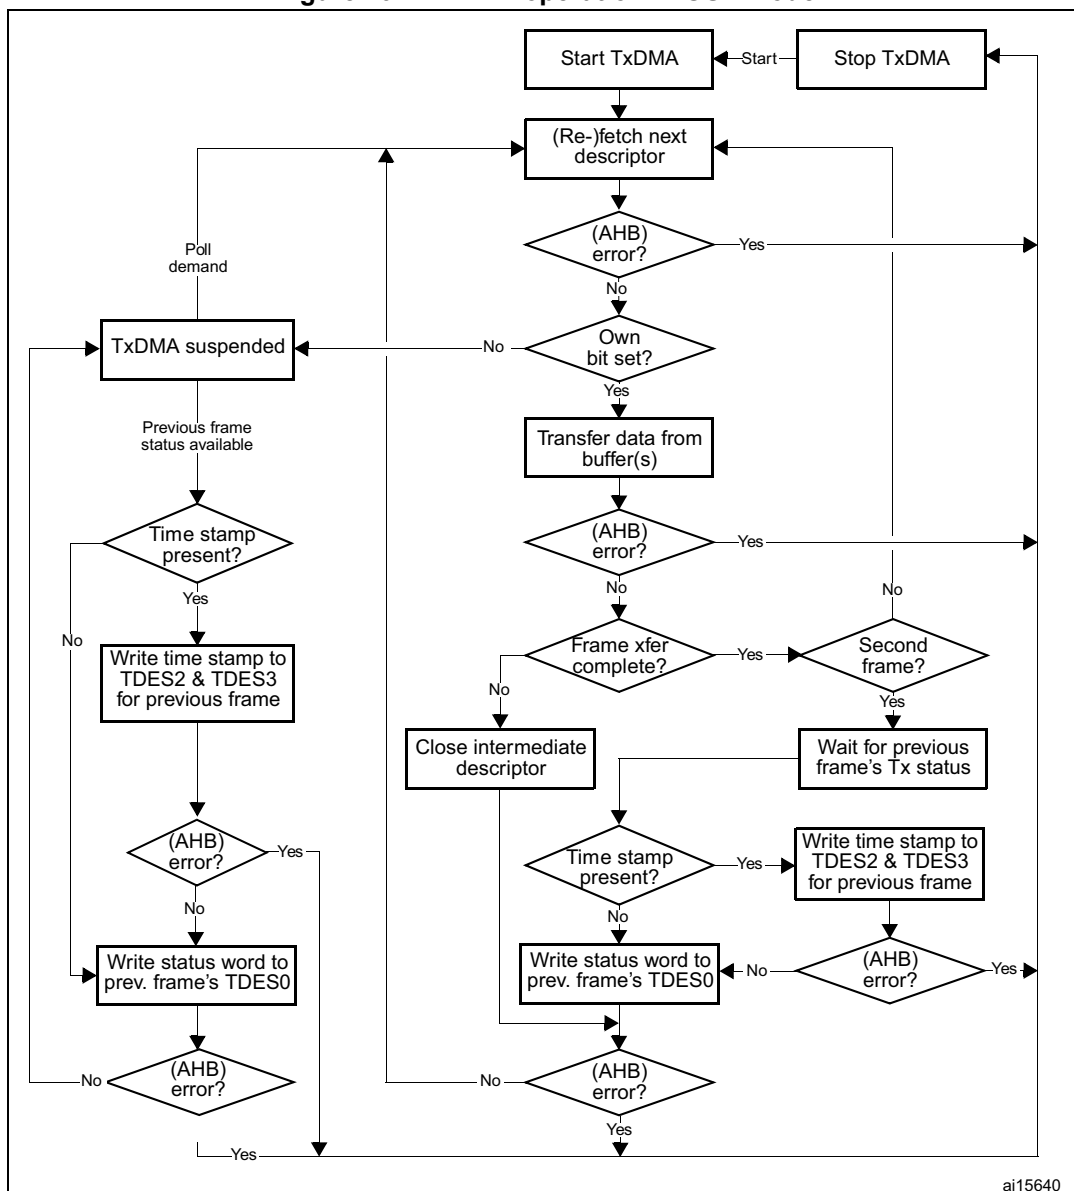 Start TxDMA
Start
Stop TxDMA
(Re-)fetch next
descriptor
(AHB)
error?
Yes
No
Poll
demand
TxDMA suspended
No
Own
bit set?
Yes
Previous frame
status available
Transfer data from
buffer(s)
Time stamp
present?
(AHB)
error?
Yes
No
No
Yes
No
Write time stamp to
TDES2 & TDES3
for previous frame
Frame xfer
complete?
Yes
Second
frame?
No
Yes
Close intermediate
descriptor
Wait for previous
frame's Tx status
(AHB)
error?
Yes
No
Time stamp
present?
Yes
No
Write time stamp to
TDES2 & TDES3
for previous frame
Write status word to
prev. frame's TDES0
Write status word to
prev. frame's TDES0
No
(AHB)
error?
Yes
No
(AHB)
error?
No
(AHB)
error?
Yes
Yes
ai15640